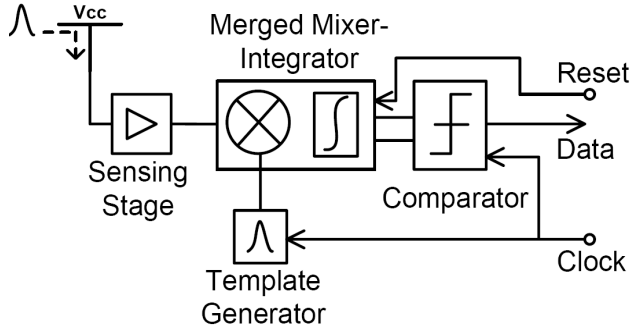 Vcc
Merged Mixer-
Integrator
Reset
Data
Sensing
Stage
Comparator
Clock
Template
Generator